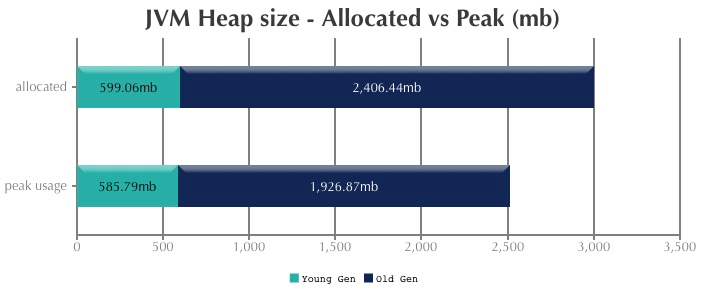 JVM Heap size - Allocated vs Peak (mb)
allocated
599.06mb
2,406.44mb
peak usage
585.79mb
1,926.87mb
0 500 1,000 1,500 2,000 2,500 3,000 3,500
Young Gen Old Gen